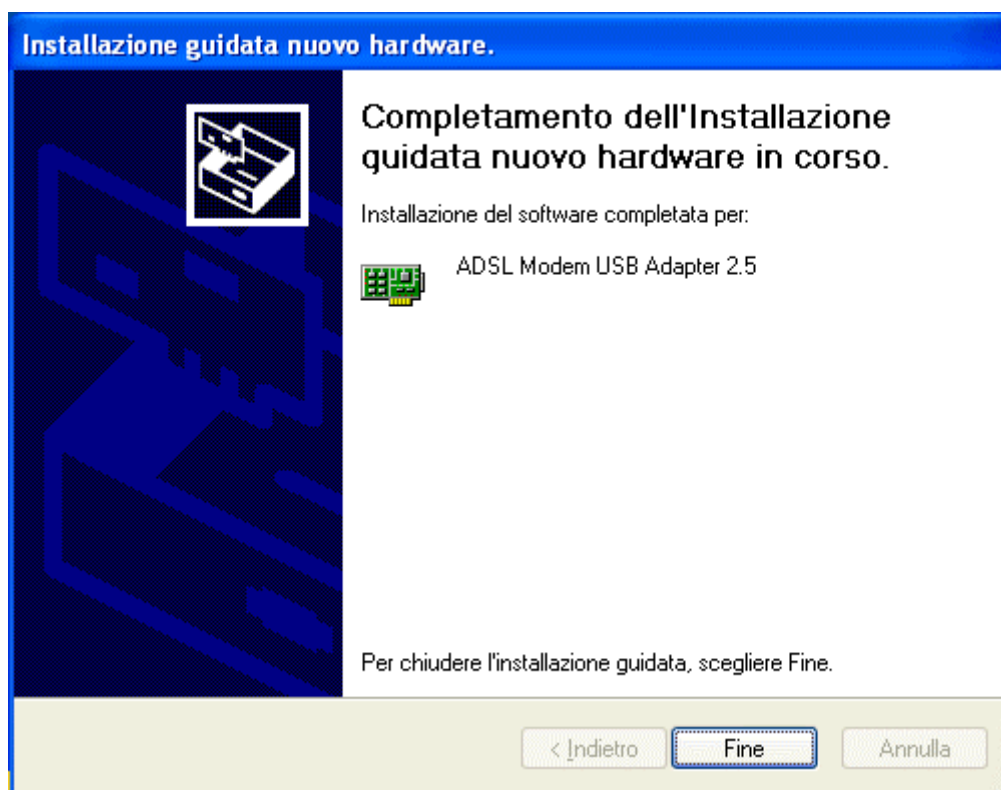 Installazione guidata nuovo hardware.
Completamento dell'Installazione
guidata nuovo hardware in corso.
Installazione del software completata per:
ADSL Modem USB Adapter 2.5
Per chiudere l'installazione guidata, scegliere Fine.
< Indietro
Fine
Annulla